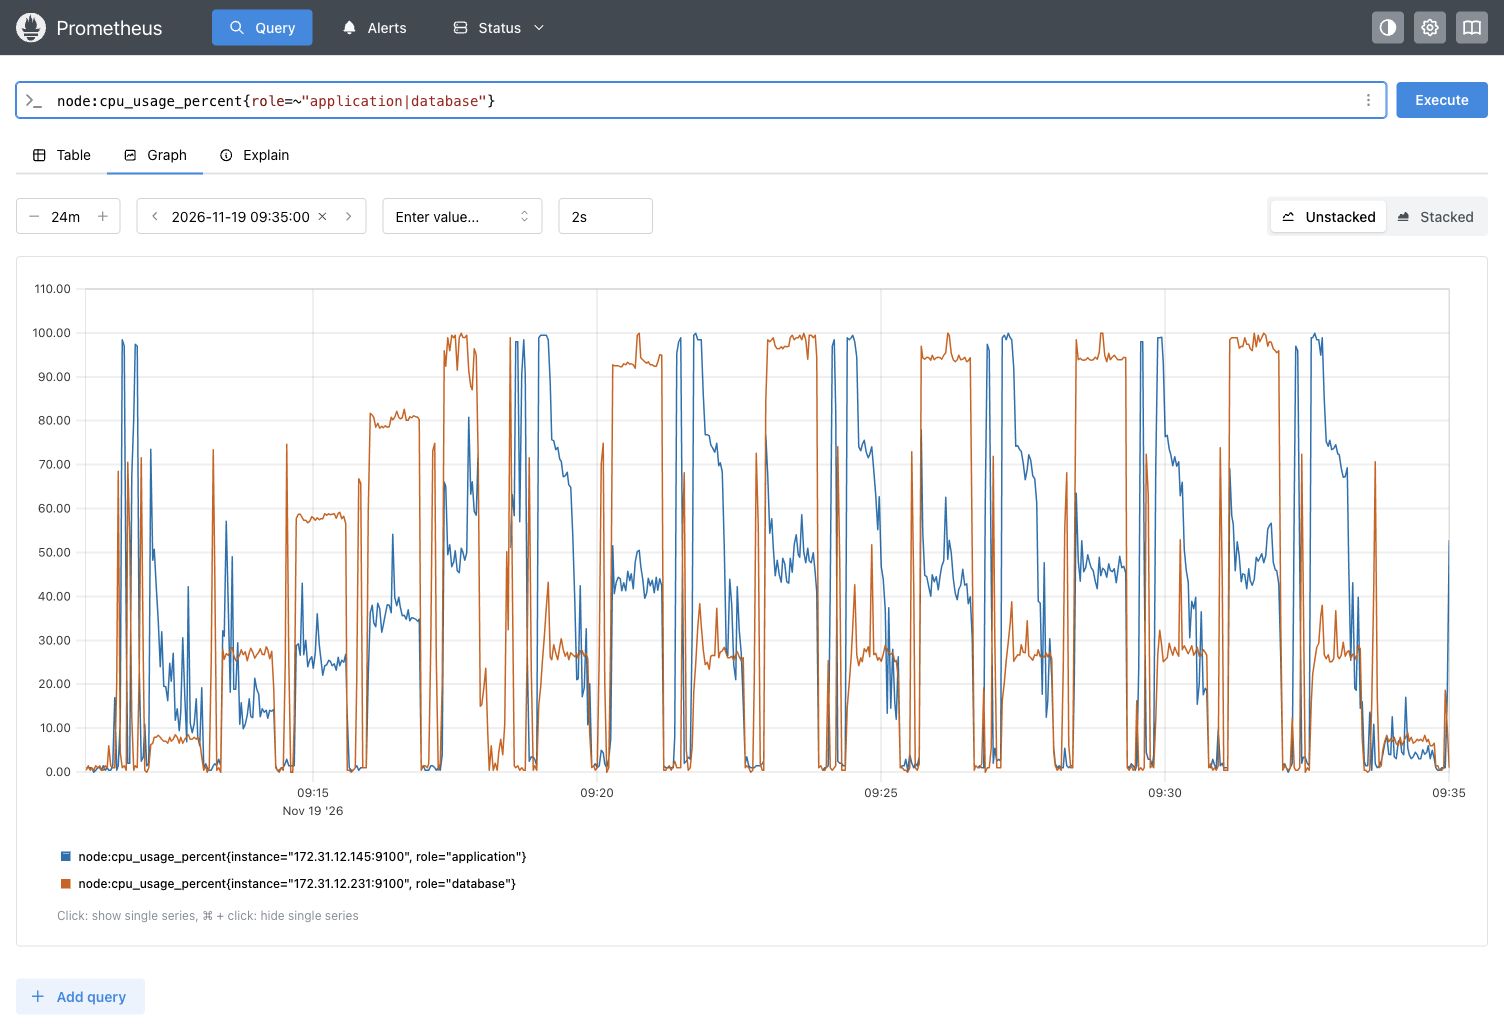 Prometheus Query Alerts Status
node:cpu_usage_percent{role=~"application|database"}
Execute
Table Graph Explain
24m 2026-11-19 09:35:00 Enter value... 2s Unstacked Stacked
110.00
100.00
90.00
80.00
70.00
60.00
50.00
40.00
30.00
20.00
10.00
0.00
09:15 09:20 09:25 09:30 09:35
Nov 19 '26
node:cpu_usage_percent{instance="172.31.12.145:9100", role="application"}
node:cpu_usage_percent{instance="172.31.12.231:9100", role="database"}
Click: show single series, ⌘ + click: hide single series
Add query